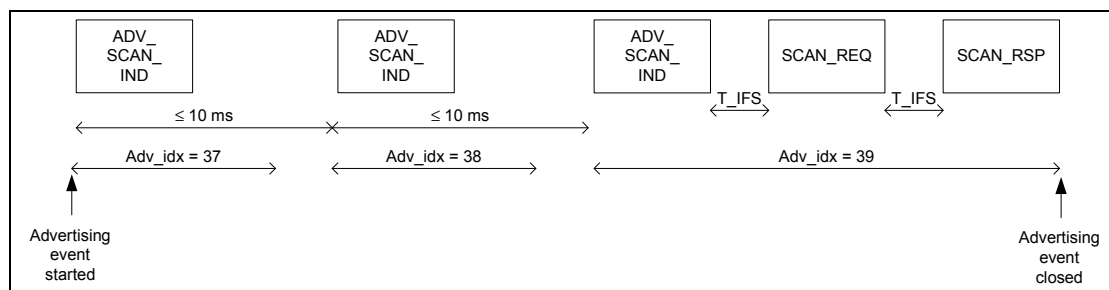 ADV_
SCAN_
IND
ADV_
SCAN_
IND
ADV_
SCAN_
IND
SCAN_REQ
SCAN_RSP
T_IFS
T_IFS
≤ 10 ms
≤ 10 ms
Adv_idx = 37
Adv_idx = 38
Adv_idx = 39
Advertising
event
started
Advertising
event
closed